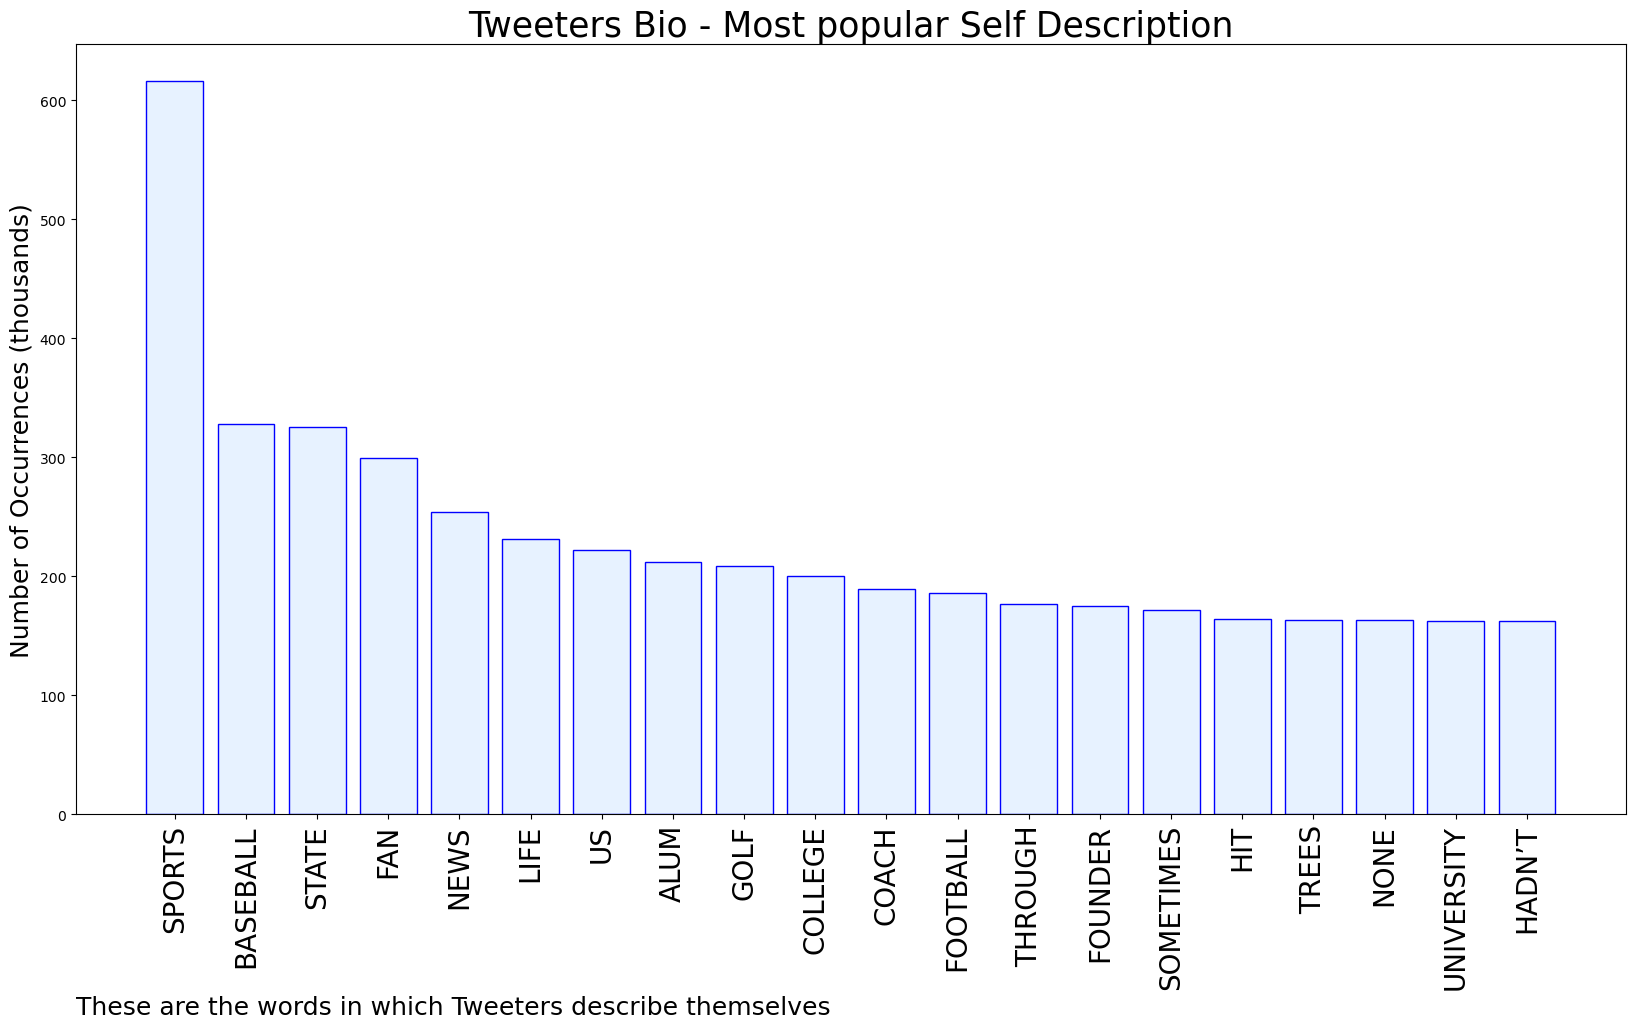 Tweeters Bio - Most popular Self Description
Number of Occurrences (thousands)
600
500
400
300
200
100
0
SPORTS
BASEBALL
STATE
FAN
NEWS
LIFE
US
ALUM
GOLF
COLLEGE
COACH
FOOTBALL
THROUGH
FOUNDER
SOMETIMES
HIT
TREES
NONE
UNIVERSITY
HADN’T
These are the words in which Tweeters describe themselves